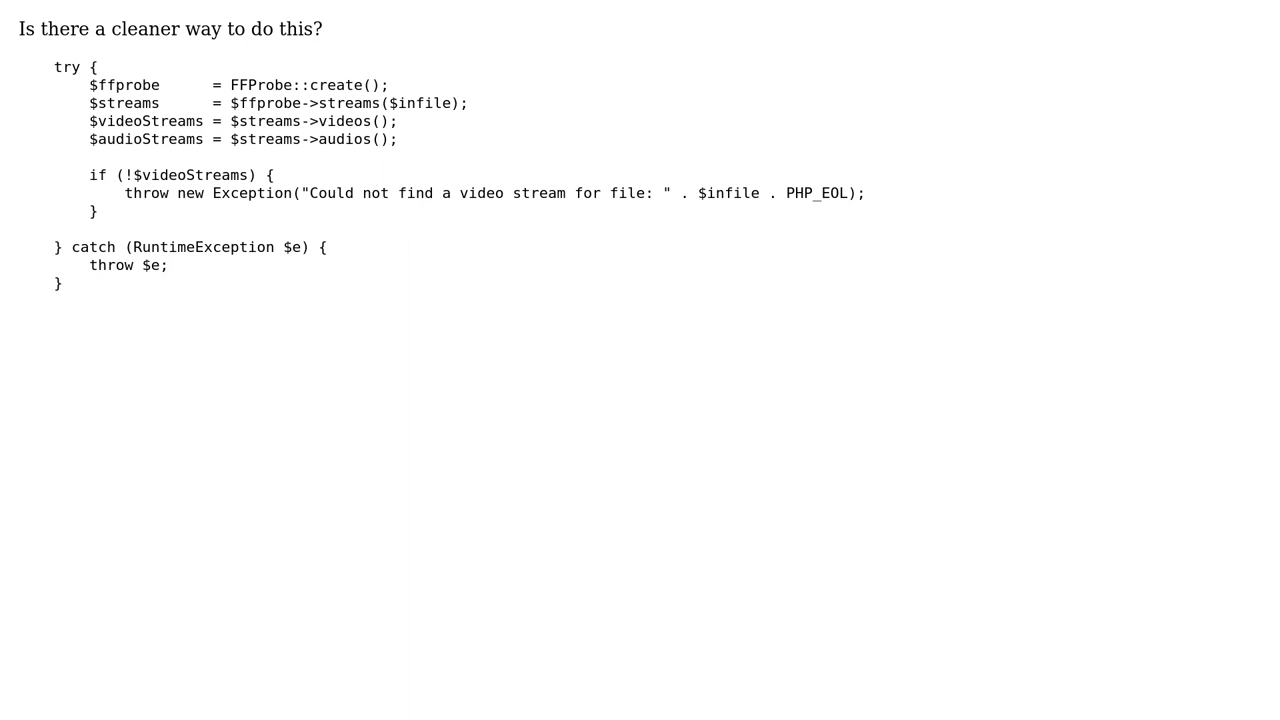 Is there a cleaner way to do this?
try {
    $ffprobe      = FFProbe::create();
    $streams      = $ffprobe->streams($infile);
    $videoStreams = $streams->videos();
    $audioStreams = $streams->audios();

    if (!$videoStreams) {
        throw new Exception("Could not find a video stream for file: " . $infile . PHP_EOL);
    }

} catch (RuntimeException $e) {
    throw $e;
}